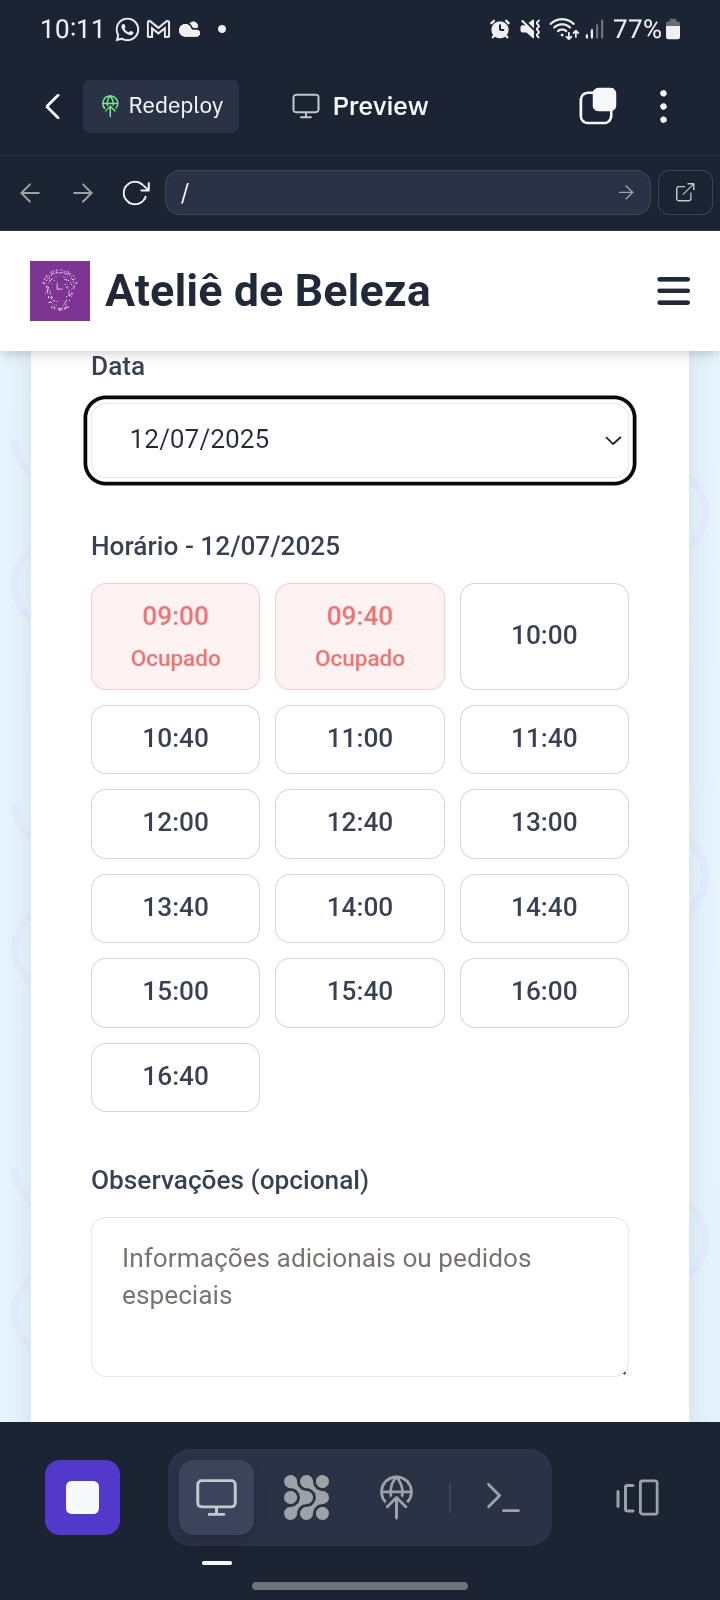 10:11
77%
Redeploy
Preview
/
Ateliê de Beleza
Data
12/07/2025
Horário - 12/07/2025
09:00
Ocupado
09:40
Ocupado
10:00
10:40
11:00
11:40
12:00
12:40
13:00
13:40
14:00
14:40
15:00
15:40
16:00
16:40
Observações (opcional)
Informações adicionais ou pedidos
especiais